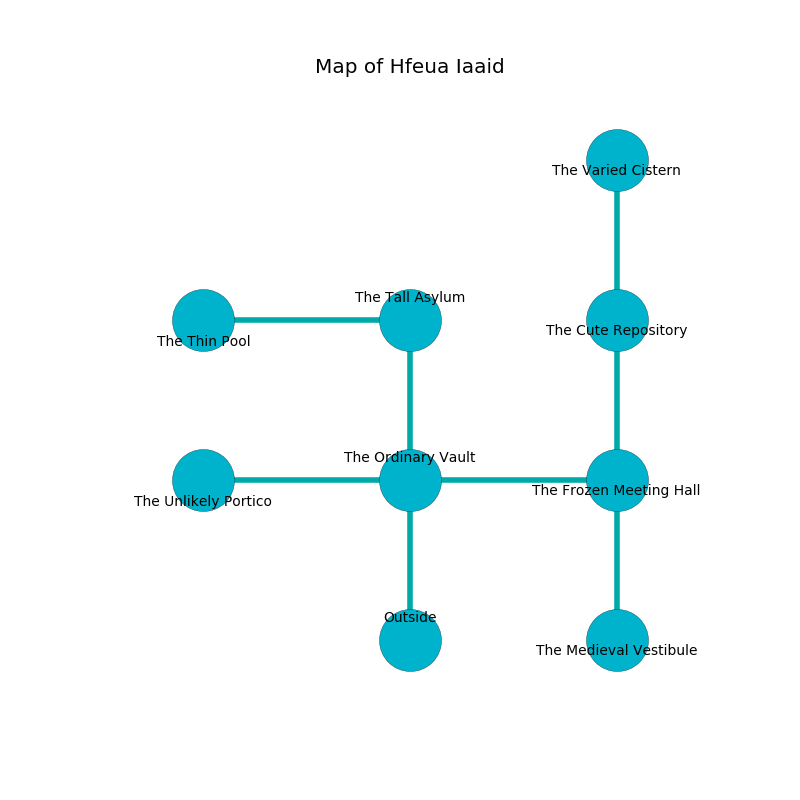 Map of Hfeua Iaaid
The Varied Cistern
The Tall Asylum
The Cute Repository
The Thin Pool
The Ordinary Vault
The Frozen Meeting Hall
The Unlikely Portico
Outside
The Medieval Vestibule